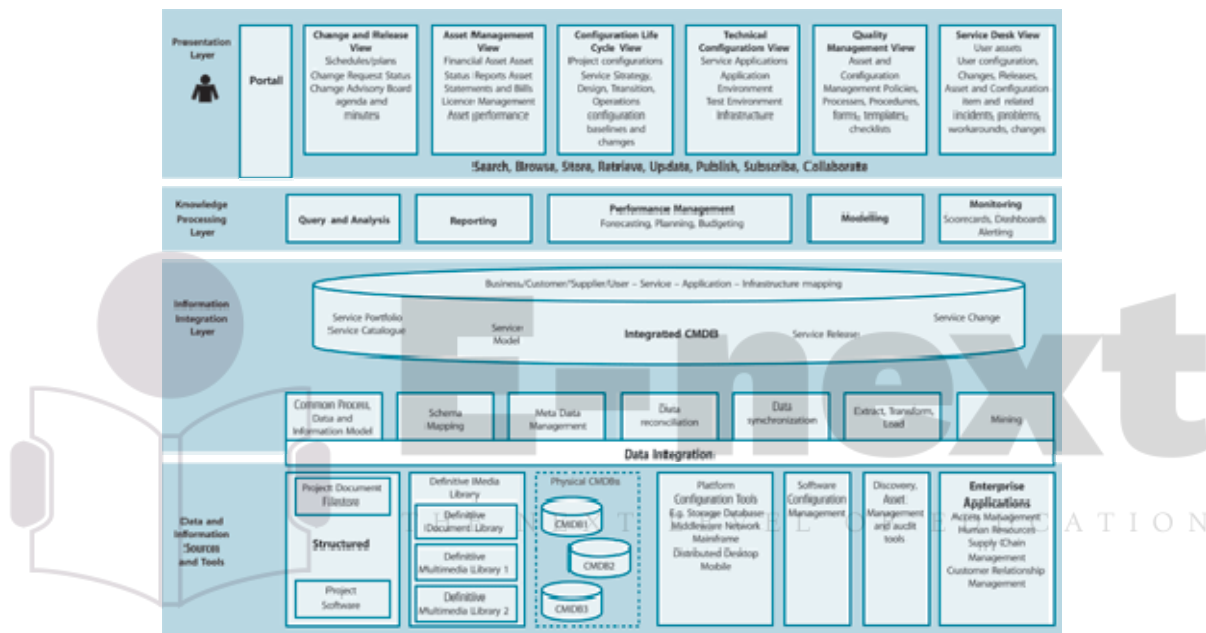 Presentation
Layer
Portall
Change and Release
View
Schedules/plans
Change Request Status
Change Advisory Board
agenda and
minutes
Asset Management
View
Financial Asset Asset
Status Reports Asset
Statements and Bills
Licence Management
Asset performance
Configuration Life
Cycle View
Project configurations
Service Strategy,
Design, Transition,
Operations
configuration
baselines and
changes
Technical
Configuration View
Service Applications
Application
Environment
Test Environment
Infrastructure
Quality
Management View
Asset and
Configuration
Management Policies,
Processes, Procedures,
forms, templates,
checklists
Service Desk View
User assets
User configuration,
Changes, Releases,
Asset and Configuration
item and related
incidents, problems,
workarounds, changes
Search, Browse, Store, Retrieve, Update, Publish, Subscribe, Collaborate
Knowledge
Processing
Layer
Query and Analysis
Reporting
Performance Management
Forecasting, Planning, Budgeting
Modelling
Monitoring
Scorecards, Dashboards
Alerting
Information
Integration
Layer
Business/Customer/Supplier/User – Service – Application – Infrastructure mapping
Service Portfolio
Service Catalogue
Service
Model
Integrated CMDB
Service Release
Service Change
Common Process,
Data and
Information Model
Schema
Mapping
Meta Data
Management
Data
reconciliation
Data
synchronization
Extract, Transform,
Load
Mining
Data Integration
Data and
Information
Sources
and Tools
Project Document
Filestore
Structured
Project
Software
Definitive Media
Library
Definitive
Document Library
Definitive
Multimedia Library 1
Definitive
Multimedia Library 2
Physical CMDBs
CMDB1
CMDB2
CMDB3
Platform
Configuration Tools
E.g. Storage Database
Middleware Network
Mainframe
Distributed Desktop
Mobile
Software
Configuration
Management
Discovery,
Asset
Management
and audit
tools
Enterprise
Applications
Access Management
Human Resources
Supply Chain
Management
Customer Relationship
Management
E-next
THE NEXT LEVEL OF EDUCATION